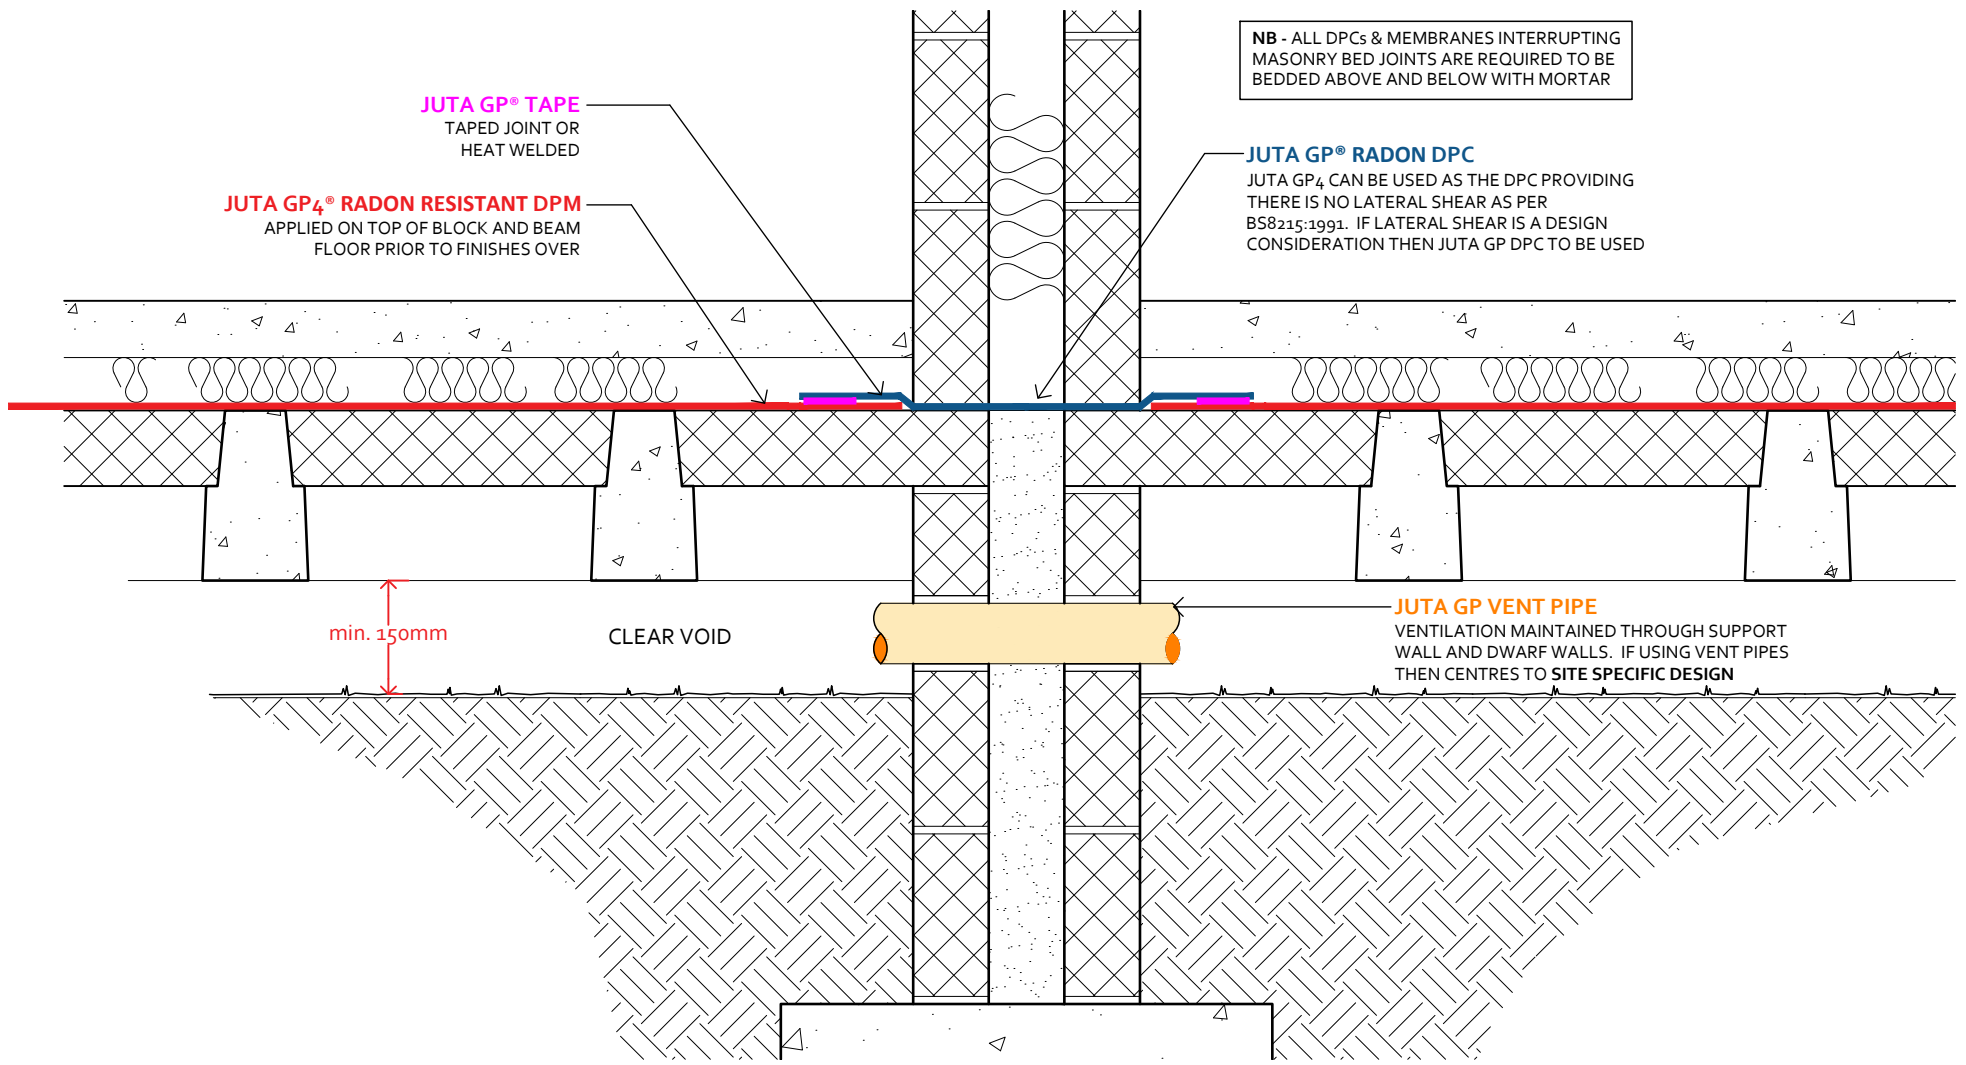 NB - ALL DPCs & MEMBRANES INTERRUPTING
MASONRY BED JOINTS ARE REQUIRED TO BE
BEDDED ABOVE AND BELOW WITH MORTAR
JUTA GP® TAPE
TAPED JOINT OR
HEAT WELDED
JUTA GP® RADON DPC
JUTA GP4 CAN BE USED AS THE DPC PROVIDING
THERE IS NO LATERAL SHEAR AS PER
BS8215:1991. IF LATERAL SHEAR IS A DESIGN
CONSIDERATION THEN JUTA GP DPC TO BE USED
JUTA GP4® RADON RESISTANT DPM
APPLIED ON TOP OF BLOCK AND BEAM
FLOOR PRIOR TO FINISHES OVER
min. 150mm
CLEAR VOID
JUTA GP VENT PIPE
VENTILATION MAINTAINED THROUGH SUPPORT
WALL AND DWARF WALLS. IF USING VENT PIPES
THEN CENTRES TO SITE SPECIFIC DESIGN